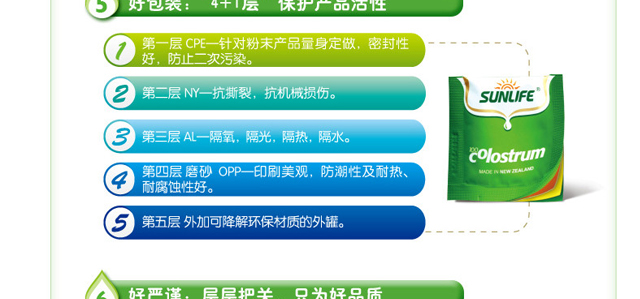 5 好包装: 4+1层 保护产品活性
1 第一层 CPE—针对粉末产品量身定做，密封性
好，防止二次污染。
2 第二层 NY—抗撕裂，抗机械损伤。
3 第三层 AL—隔氧，隔光，隔热，隔水。
4 第四层 磨砂 OPP—印刷美观，防潮性及耐热、
耐腐蚀性好。
5 第五层 外加可降解环保材质的外罐。
SUNLIFE®
100 Colostrum
MADE IN NEW ZEALAND
6 好严谨: 层层把关 只为好品质